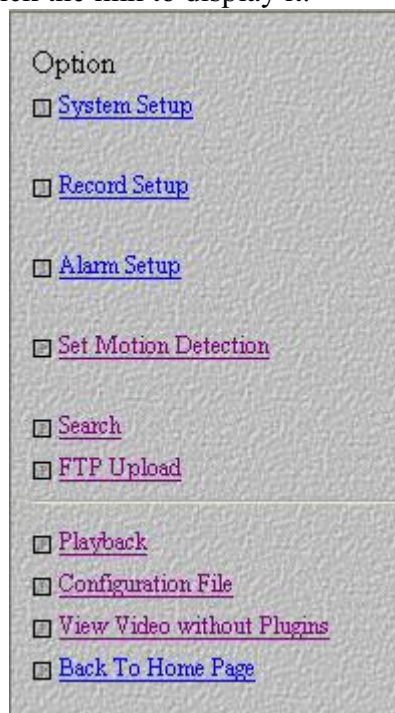 Option
System Setup
Record Setup
Alarm Setup
Set Motion Detection
Search
FTP Upload
Playback
Configuration File
View Video without Plugins
Back To Home Page